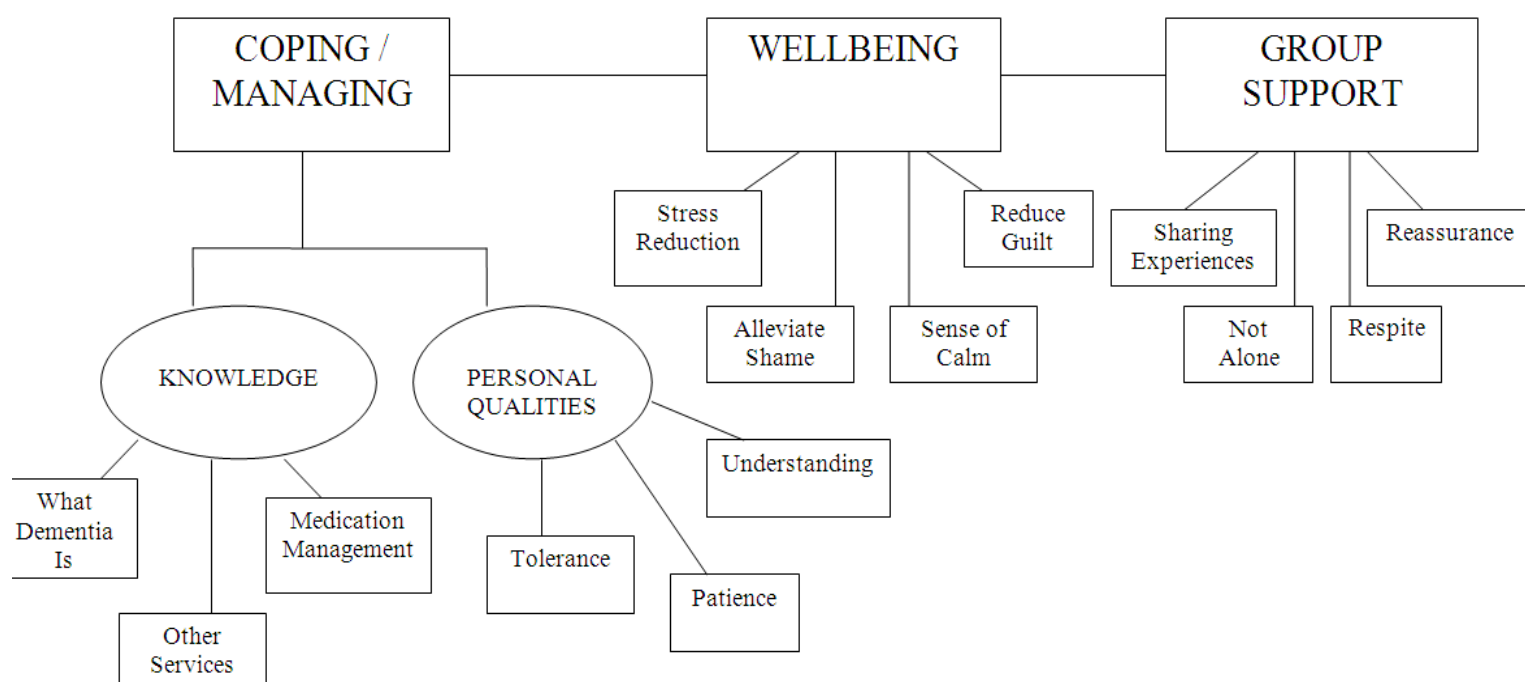 COPING /
MANAGING
WELLBEING
GROUP
SUPPORT
Stress
Reduction
Reduce
Guilt
Sharing
Experiences
Reassurance
Alleviate
Shame
Sense of
Calm
Not
Alone
Respite
KNOWLEDGE
PERSONAL
QUALITIES
Understanding
What
Dementia
Is
Medication
Management
Tolerance
Patience
Other
Services